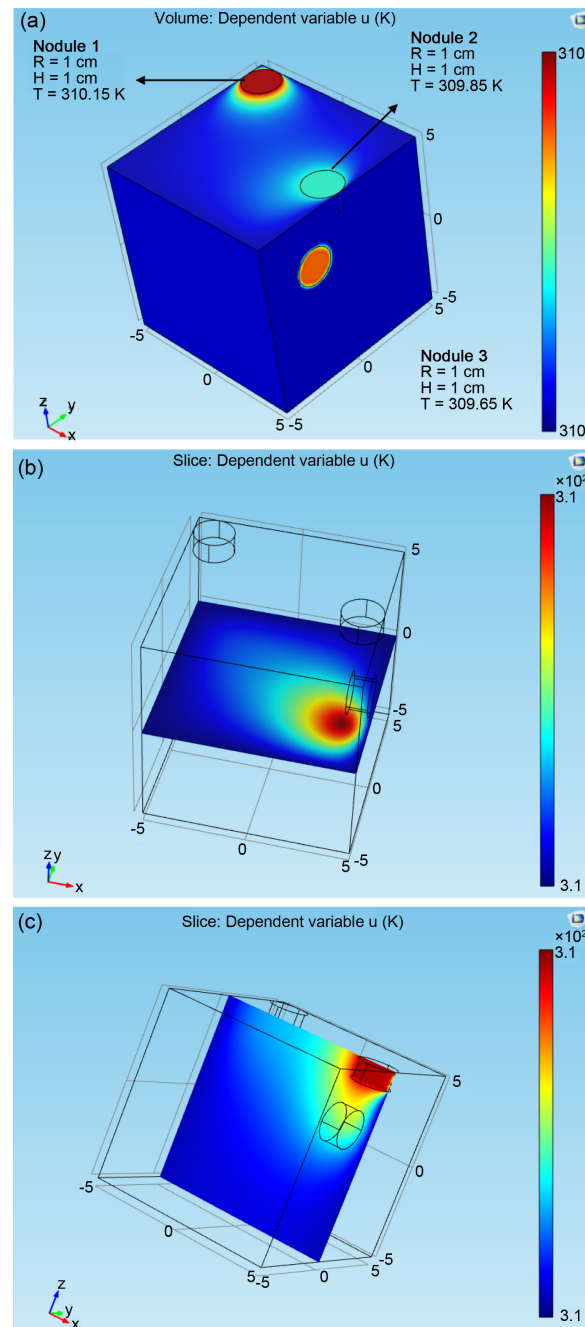 (a)
Volume: Dependent variable u (K)
Nodule 1
R = 1 cm
H = 1 cm
T = 310.15 K
Nodule 2
R = 1 cm
H = 1 cm
T = 309.85 K
310
5
0
-5
-5
0
5
-5
0
Nodule 3
R = 1 cm
H = 1 cm
T = 309.65 K
310
z
y
x
(b)
Slice: Dependent variable u (K)
×10²
3.1
5
0
-5
5
0
-5
-5
0
5
3.1
z
y
x
(c)
Slice: Dependent variable u (K)
×10²
3.1
5
0
-5
0
5
-5
0
5
-5
3.1
z
y
x